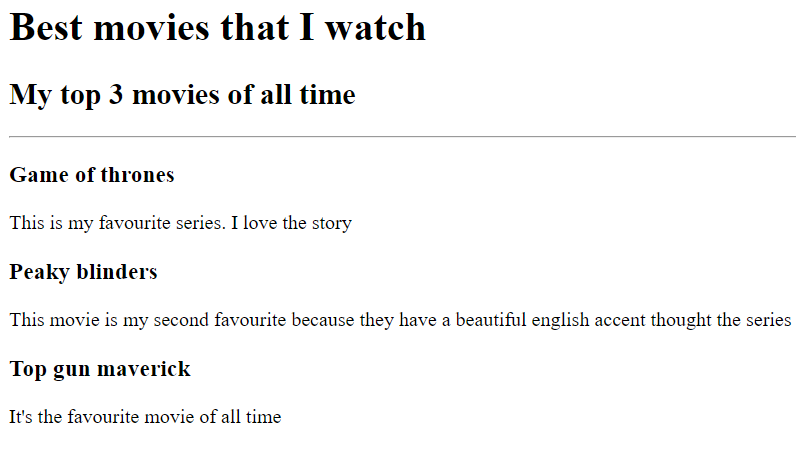 Best movies that I watch
My top 3 movies of all time
Game of thrones
This is my favourite series. I love the story
Peaky blinders
This movie is my second favourite because they have a beautiful english accent thought the series
Top gun maverick
It's the favourite movie of all time